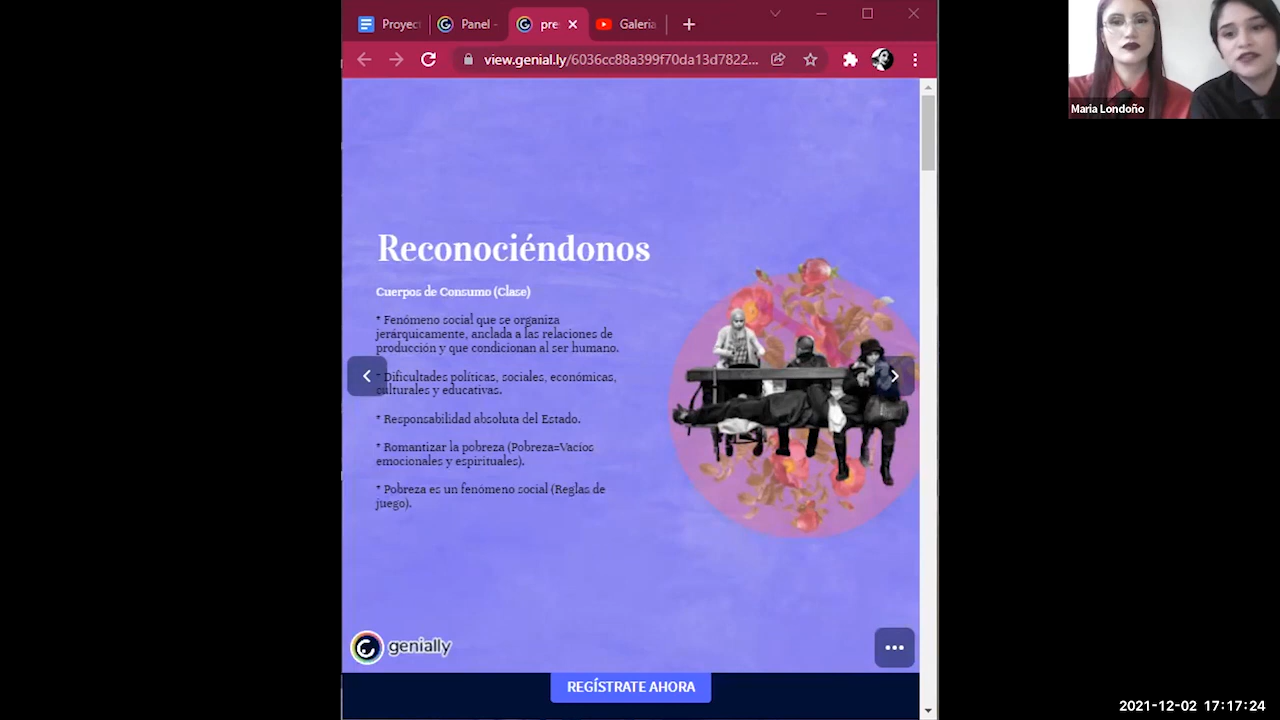 Proyect
Panel -
pre
Galeria
view.genial.ly/6036cc88a399f70da13d7822...
Maria Londoño
Reconociéndonos
Cuerpos de Consumo (Clase)
* Fenómeno social que se organiza
jerárquicamente, anclada a las relaciones de
producción y que condicionan al ser humano.
* Dificultades políticas, sociales, económicas,
culturales y educativas.
* Responsabilidad absoluta del Estado.
* Romantizar la pobreza (Pobreza=Vacíos
emocionales y espirituales).
* Pobreza es un fenómeno social (Reglas de
juego).
genially
REGÍSTRATE AHORA
2021-12-02 17:17:24